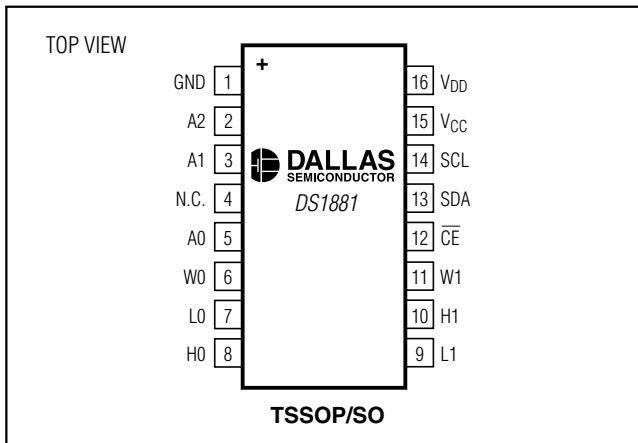 TOP VIEW
+
GND 1
A2 2
A1 3
N.C. 4
A0 5
W0 6
L0 7
H0 8
DALLAS
SEMICONDUCTOR
DS1881
16 VDD
15 VCC
14 SCL
13 SDA
12 C̅E̅
11 W1
10 H1
9 L1
TSSOP/SO